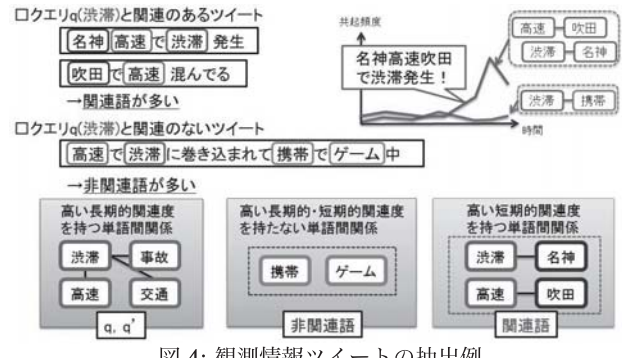 □クエリq(渋滞)と関連のあるツイート
名神 高速 で 渋滞 発生
吹田 で 高速 混んでる
→関連語が多い
□クエリq(渋滞)と関連のないツイート
高速 で 渋滞 に巻き込まれて 携帯 で ゲーム 中
→非関連語が多い
共起頻度
名神高速吹田
で渋滞発生！
高速 吹田
渋滞 名神
渋滞 携帯
時間
高い長期的関連度
を持つ単語間関係
渋滞 事故
高速 交通
q, q'
高い長期的・短期的関連度
を持たない単語間関係
携帯 ゲーム
非関連語
高い短期的関連度
を持つ単語間関係
渋滞 名神
高速 吹田
関連語
図 4: 観測情報ツイートの抽出例